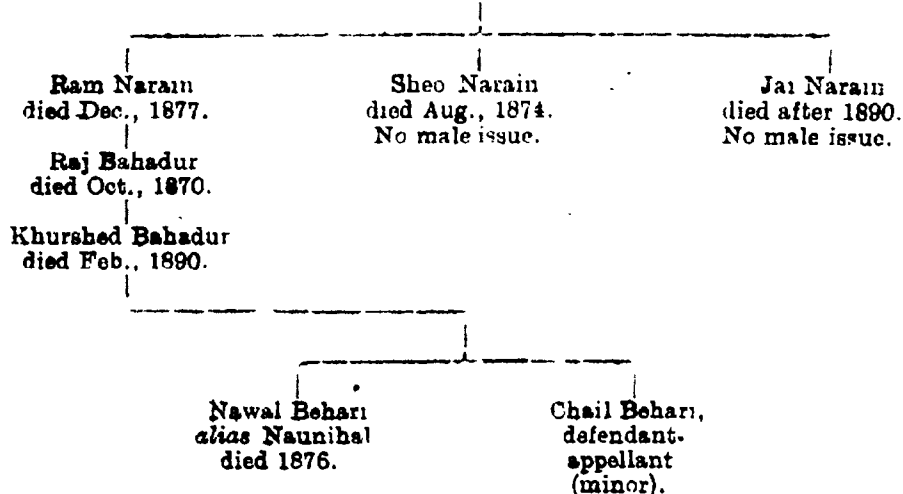 Ram Narain
died Dec., 1877.
Sheo Narain
died Aug., 1874.
No male issue.
Jai Narain
died after 1890.
No male issue.
Raj Bahadur
died Oct., 1870.
Khurshed Bahadur
died Feb., 1890.
Nawal Behari
alias Naunihal
died 1876.
Chail Behari,
defendant-
appellant
(minor).